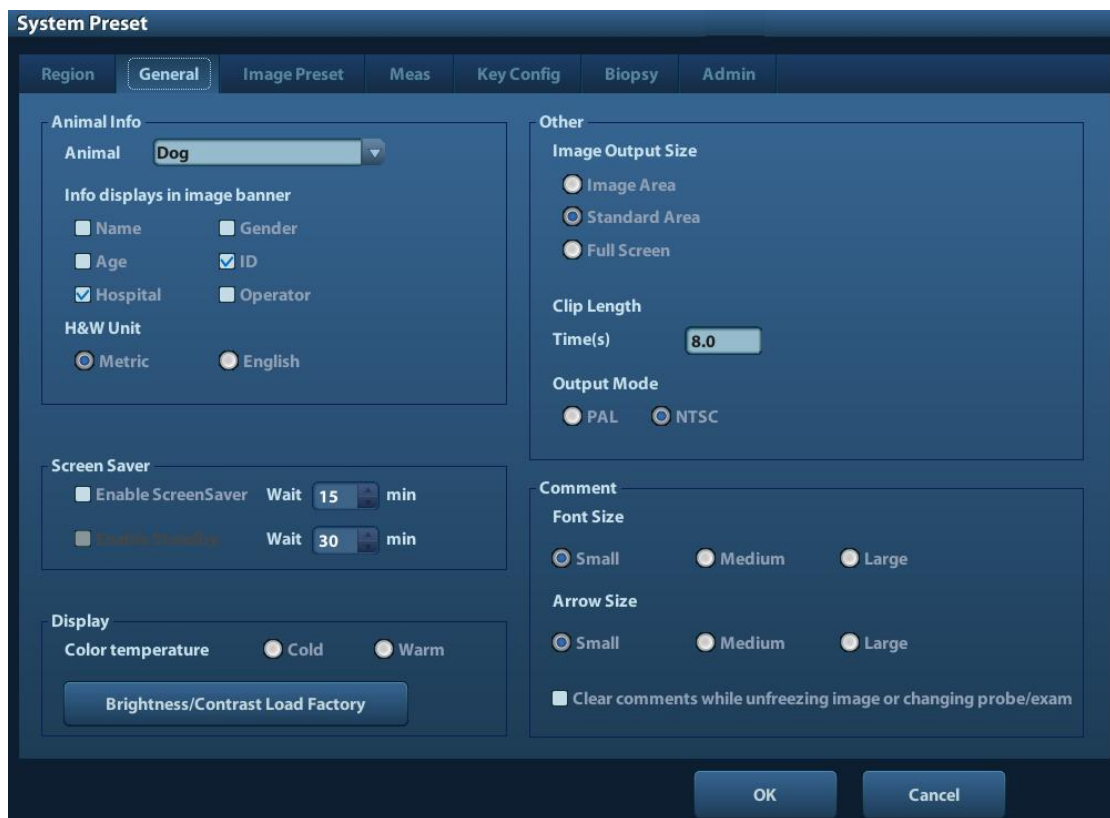 System Preset
Region General Image Preset Meas Key Config Biopsy Admin
Animal Info
Animal Dog
Info displays in image banner
Name Gender
Age ID
Hospital Operator
H&W Unit
Metric English
Screen Saver
Enable ScreenSaver Wait 15 min
Wait 30 min
Display
Color temperature Cold Warm
Brightness/Contrast Load Factory
Other
Image Output Size
Image Area
Standard Area
Full Screen
Clip Length
Time(s) 8.0
Output Mode
PAL NTSC
Comment
Font Size
Small Medium Large
Arrow Size
Small Medium Large
Clear comments while unfreezing image or changing probe/exam
OK Cancel